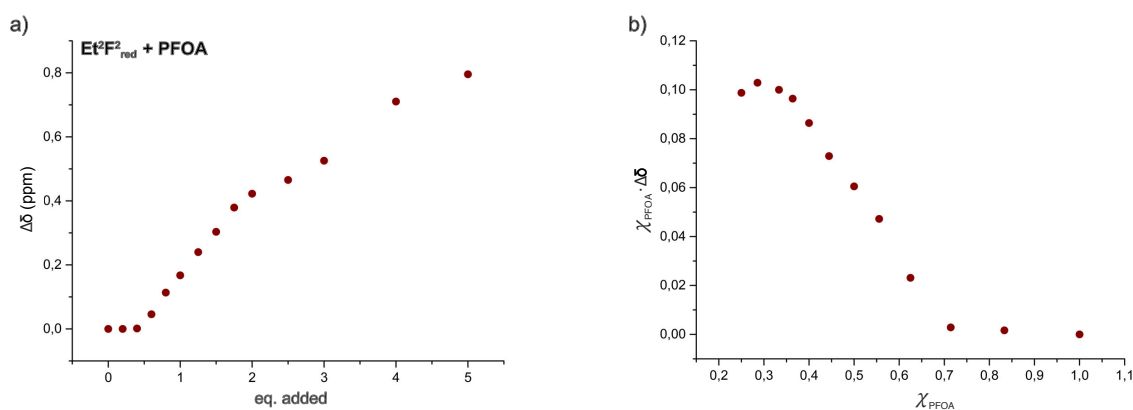 a)
Et²F²red + PFOA
0,8
0,6
0,4
0,2
0,0
Δδ (ppm)
0 1 2 3 4 5
eq. added
b)
0,12
0,10
0,08
0,06
0,04
0,02
0,00
χPFOA · Δδ
0,2 0,3 0,4 0,5 0,6 0,7 0,8 0,9 1,0 1,1
χPFOA